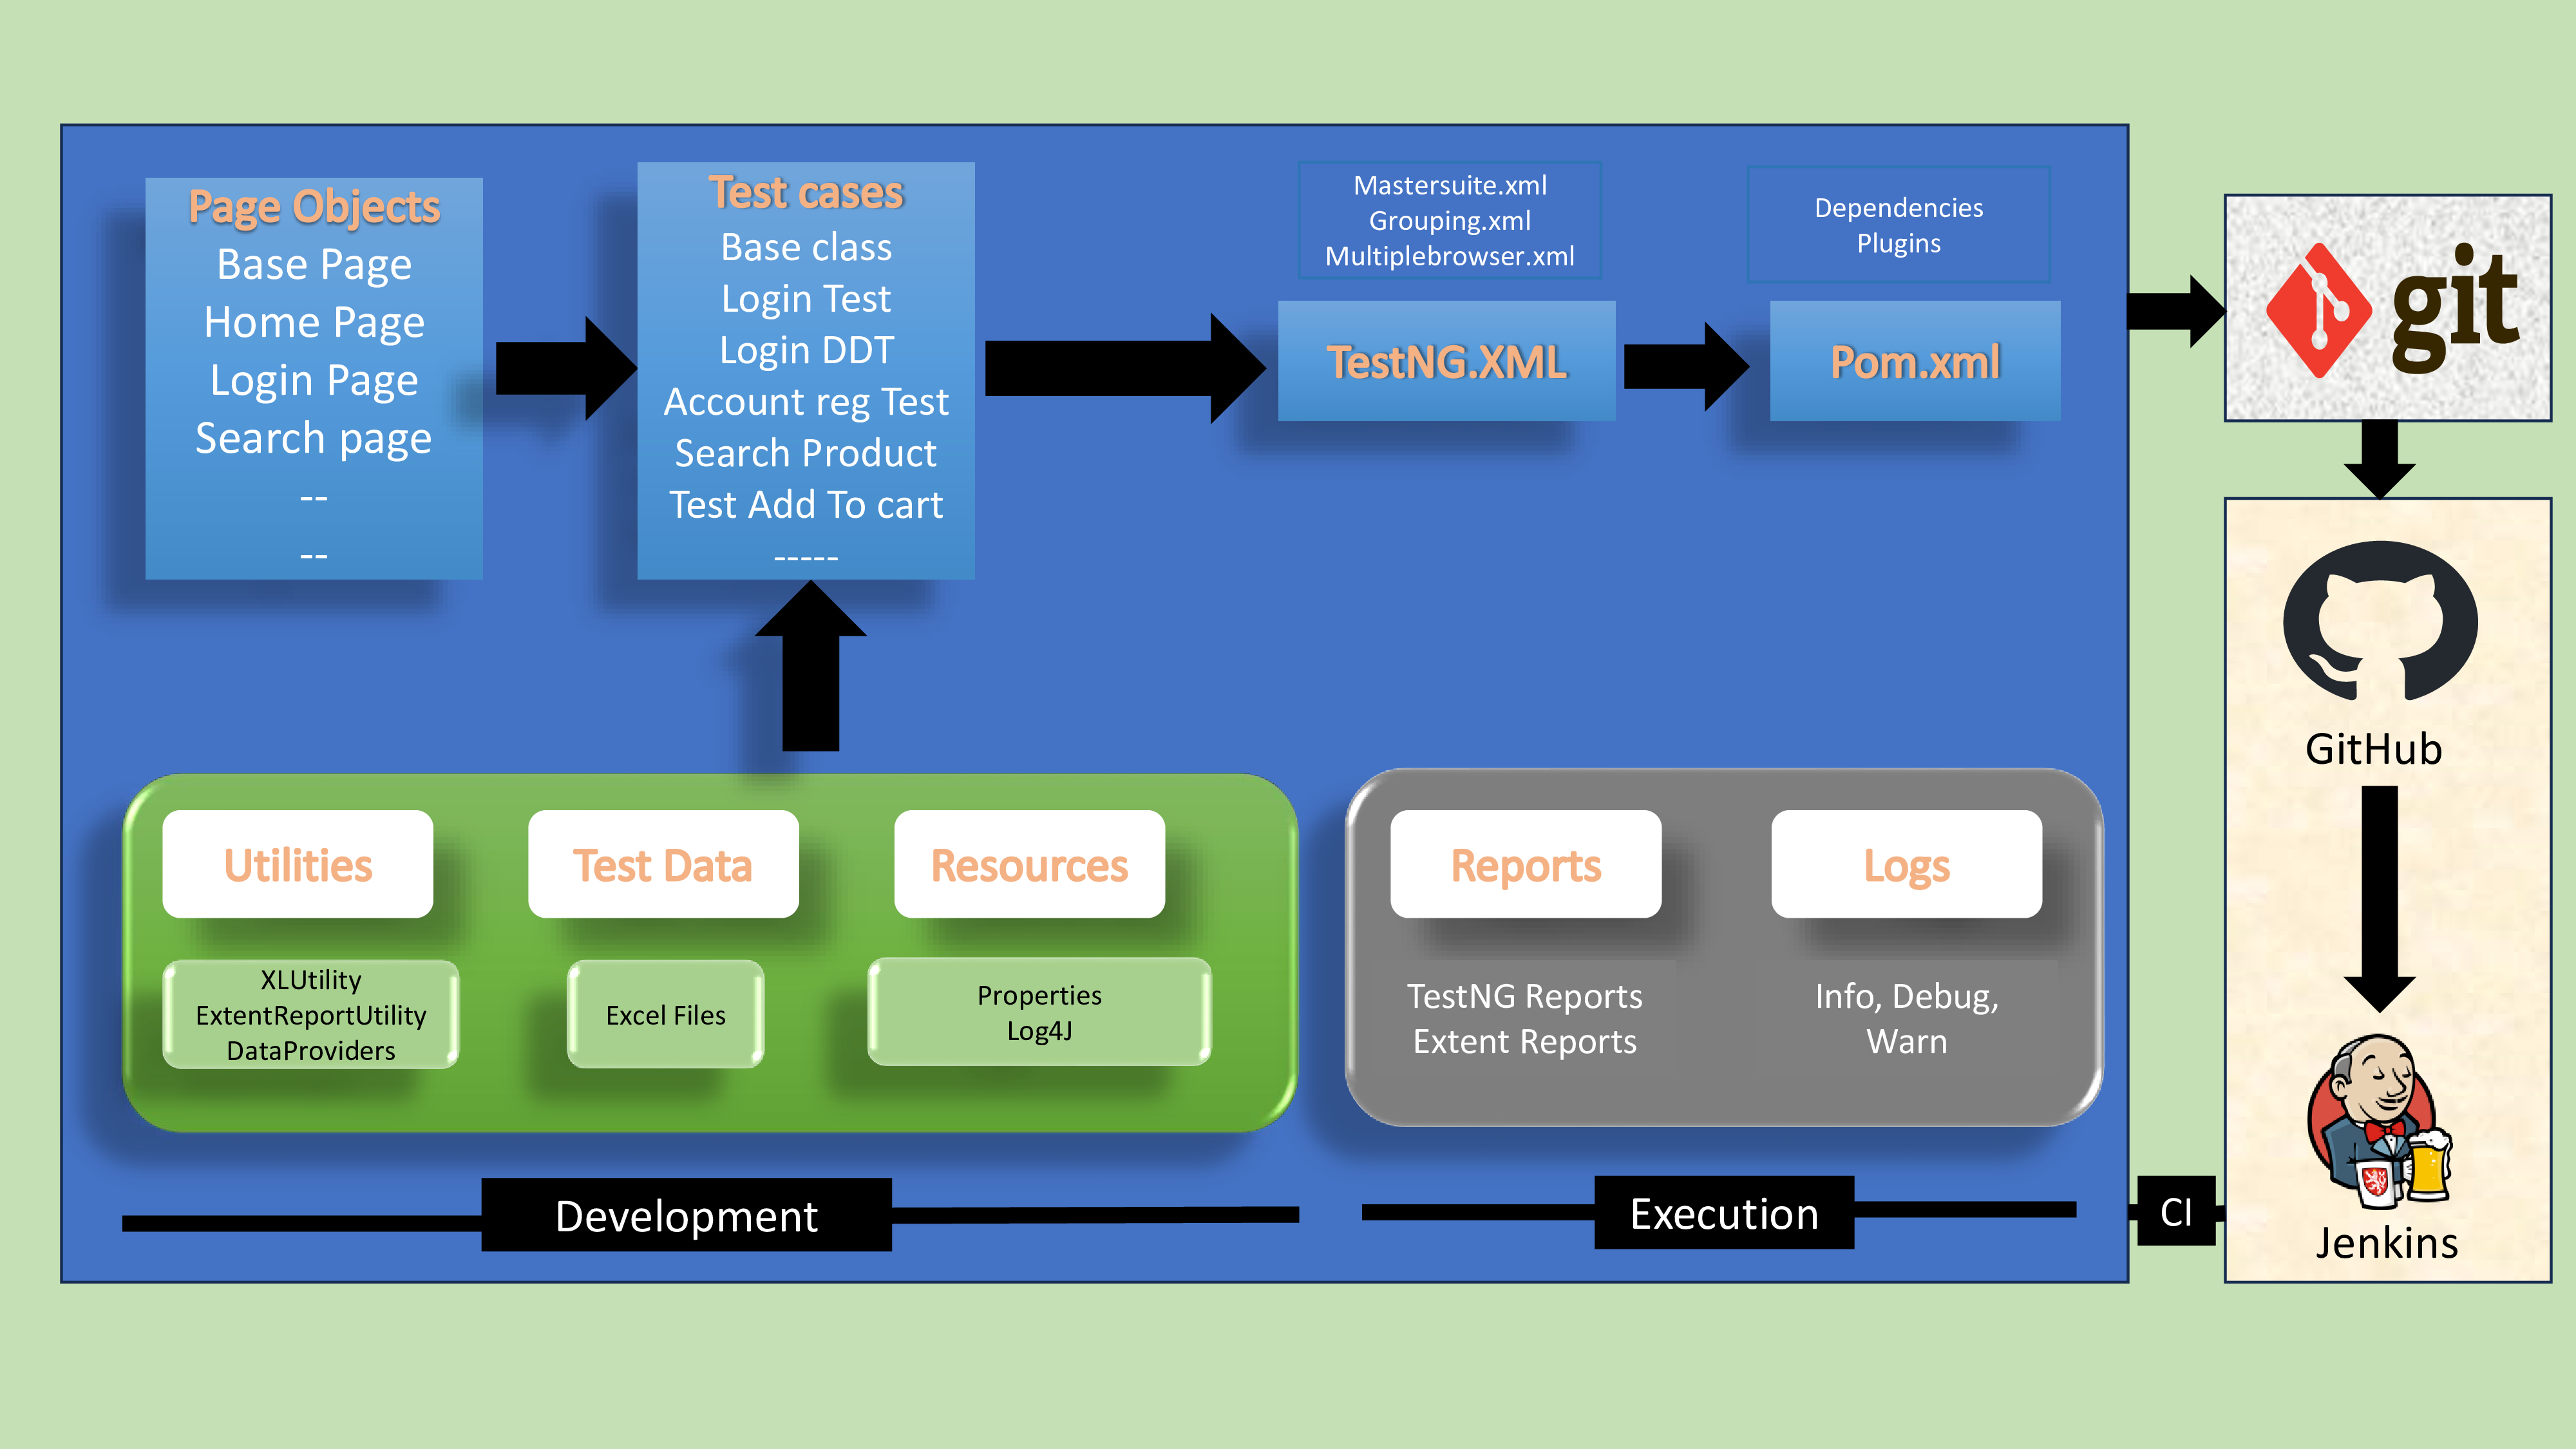 Page Objects
Base Page
Home Page
Login Page
Search page
--
--
Test cases
Base class
Login Test
Login DDT
Account reg Test
Search Product
Test Add To cart
-----
Mastersuite.xml
Grouping.xml
Multiplebrowser.xml
TestNG.XML
Dependencies
Plugins
Pom.xml
git
GitHub
Jenkins
Utilities
XLUtility
ExtentReportUtility
DataProviders
Test Data
Excel Files
Resources
Properties
Log4J
Reports
TestNG Reports
Extent Reports
Logs
Info, Debug,
Warn
Development
Execution
CI